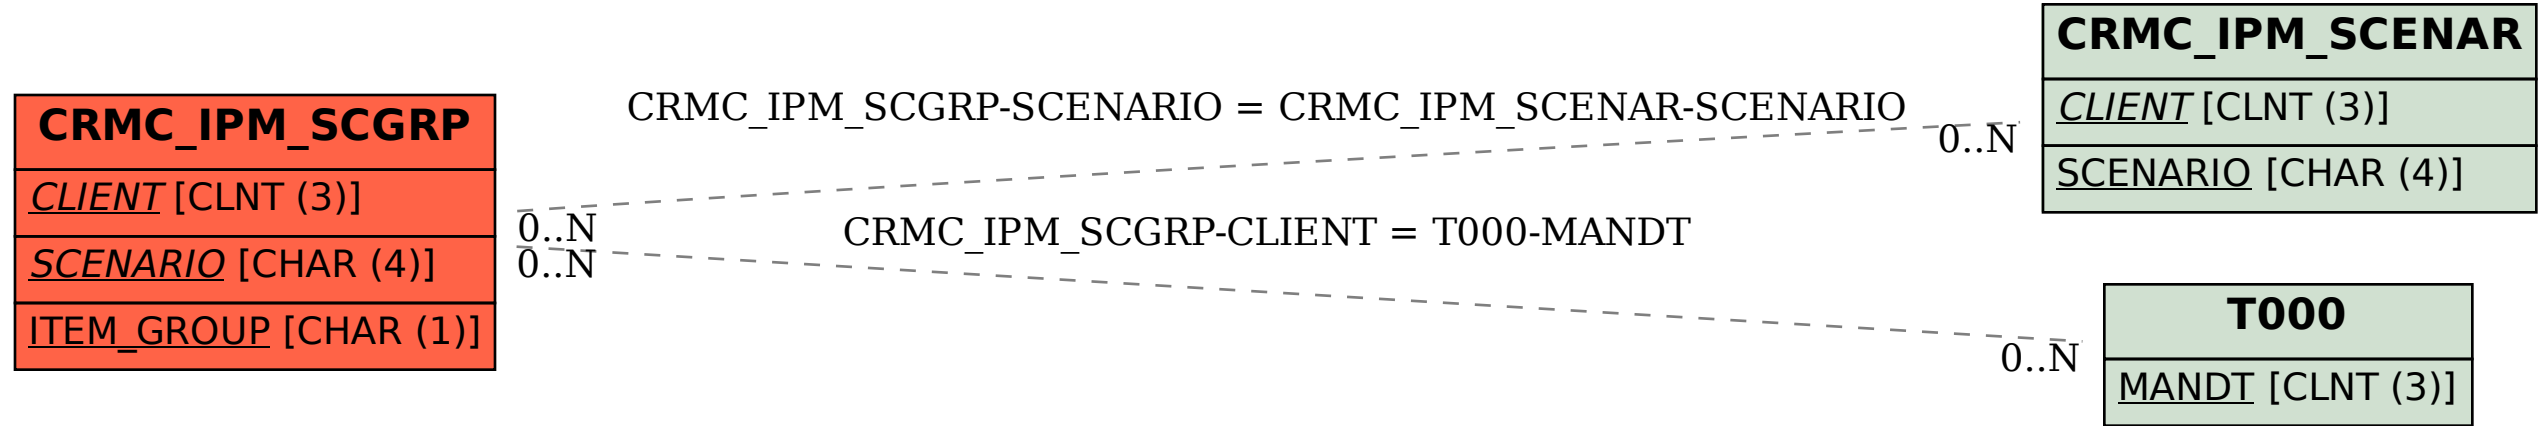 CRMC_IPM_SCGRP
CLIENT [CLNT (3)]
SCENARIO [CHAR (4)]
ITEM_GROUP [CHAR (1)]
CRMC_IPM_SCGRP-SCENARIO = CRMC_IPM_SCENAR-SCENARIO
0..N
0..N
CRMC_IPM_SCGRP-CLIENT = T000-MANDT
0..N
0..N
CRMC_IPM_SCENAR
CLIENT [CLNT (3)]
SCENARIO [CHAR (4)]
T000
MANDT [CLNT (3)]